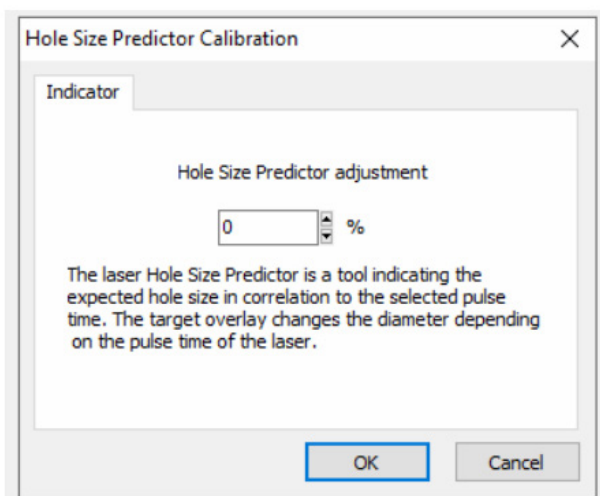 Hole Size Predictor Calibration
Indicator
Hole Size Predictor adjustment
0 %
The laser Hole Size Predictor is a tool indicating the
expected hole size in correlation to the selected pulse
time. The target overlay changes the diameter depending
on the pulse time of the laser.
OK Cancel